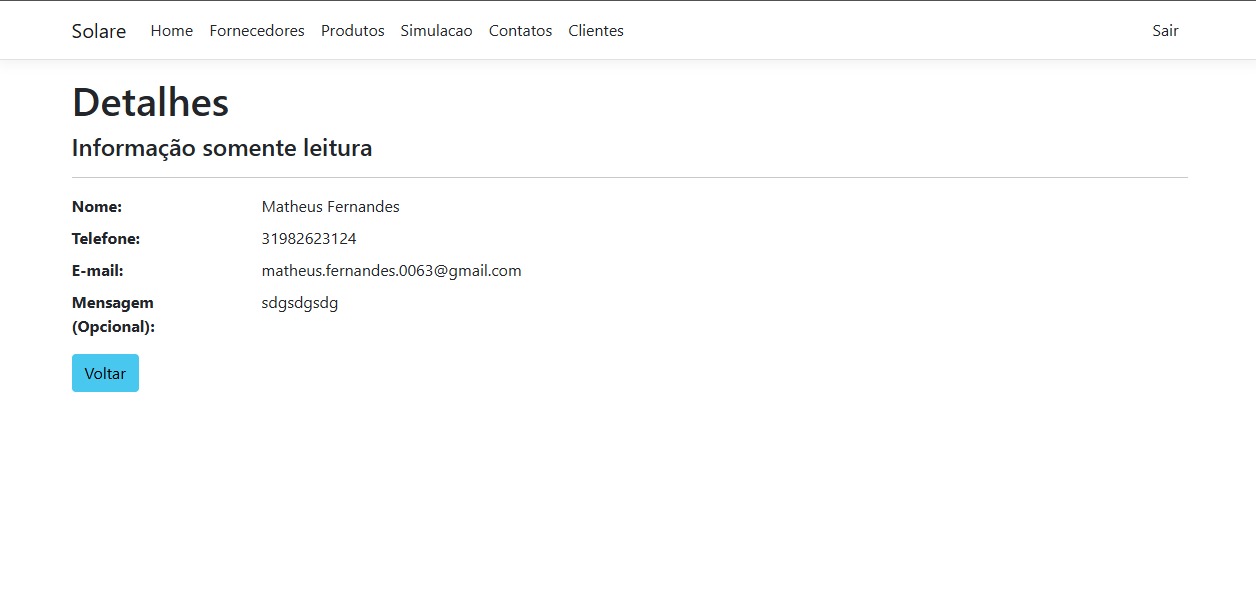 Solare Home Fornecedores Produtos Simulacao Contatos Clientes Sair
Detalhes
Informação somente leitura
Nome: Matheus Fernandes
Telefone: 31982623124
E-mail: matheus.fernandes.0063@gmail.com
Mensagem sdgsdgsdg
(Opcional):
Voltar